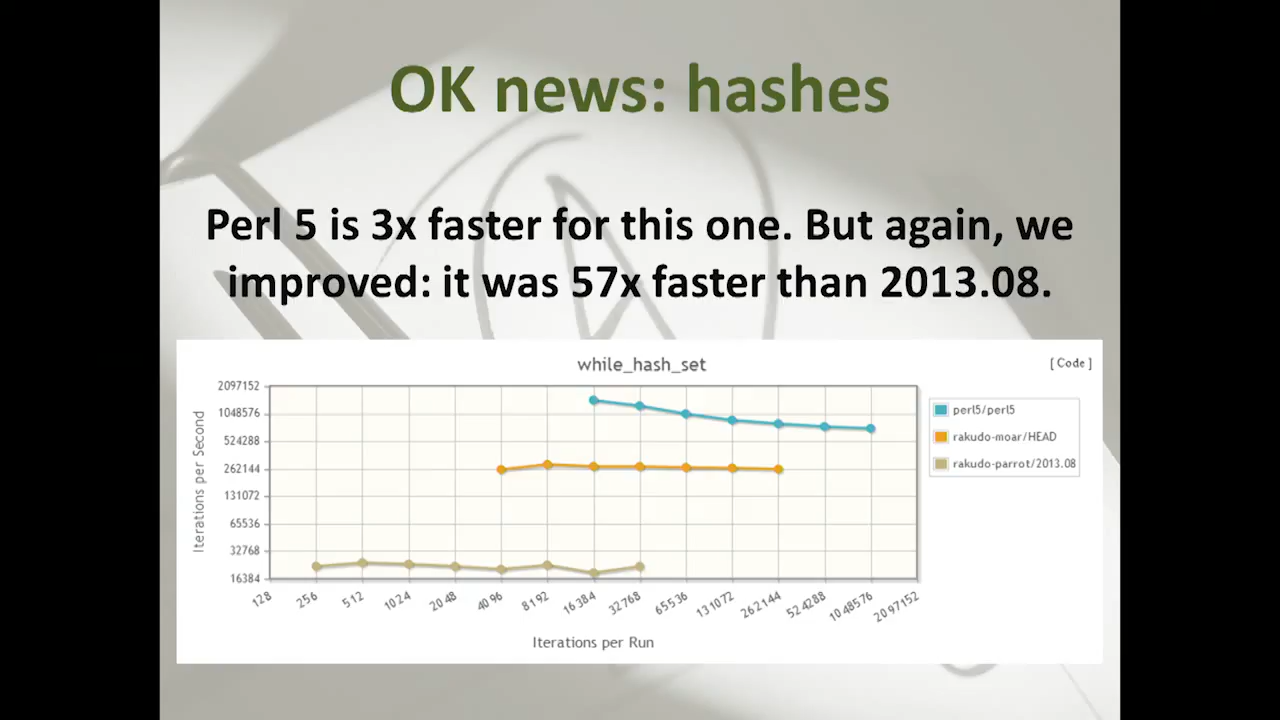 OK news: hashes
Perl 5 is 3x faster for this one. But again, we
improved: it was 57x faster than 2013.08.
while_hash_set
[ Code ]
Iterations per Second
2097152
1048576
524288
262144
131072
65536
32768
16384
128
256
512
1024
2048
4096
8192
16384
32768
65536
131072
262144
524288
1048576
2097152
Iterations per Run
perl5/perl5
rakudo-moar/HEAD
rakudo-parrot/2013.08